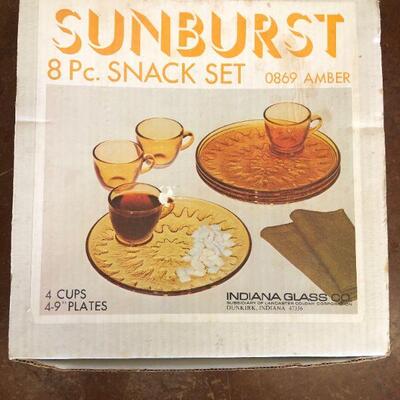 SUNBURST
8 Pc. SNACK SET 0869 AMBER
4 CUPS
4-9" PLATES
INDIANA GLASS CO.
SUBSIDIARY OF LANCASTER COLONY CORPORATION
DUNKIRK, INDIANA 47336